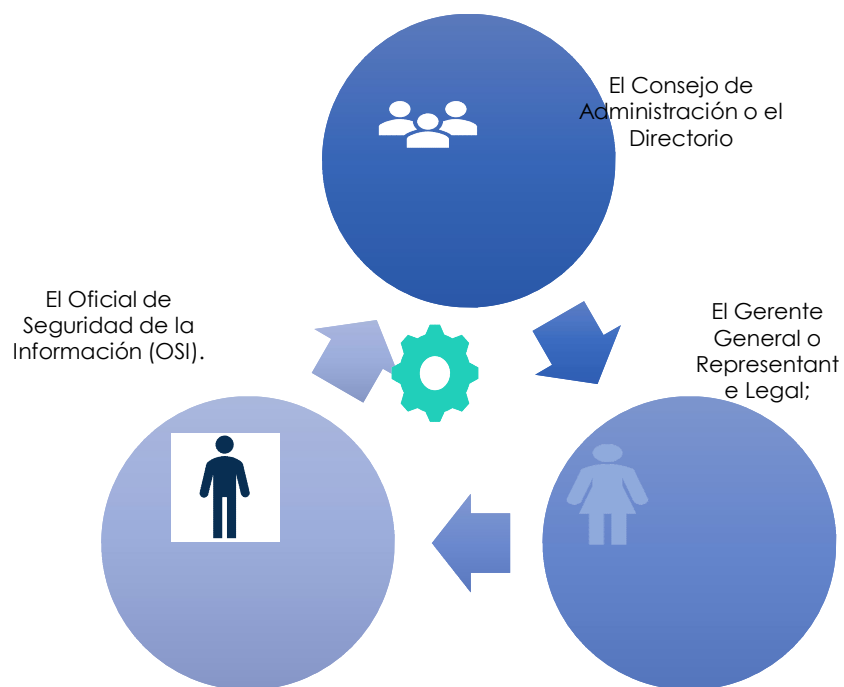 El Consejo de
Administración o el
Directorio
El Oficial de
Seguridad de la
Información (OSI).
El Gerente
General o
Representant
e Legal;